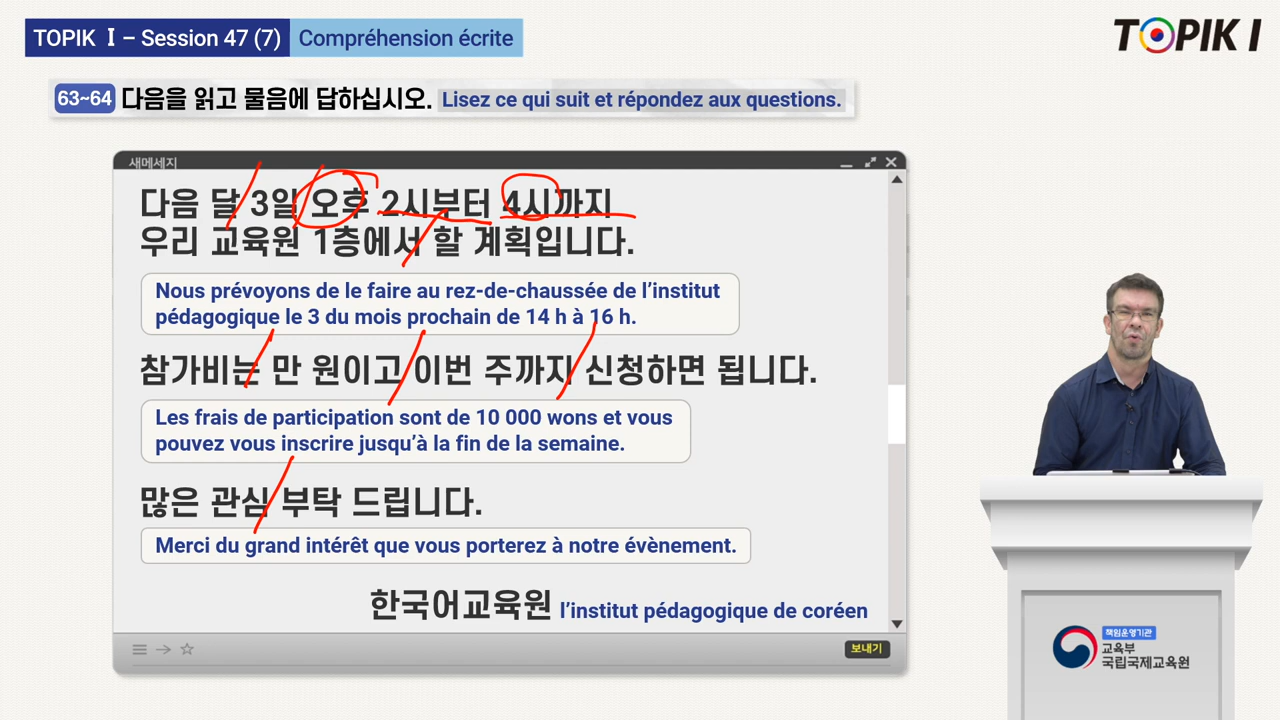 TOPIK Ⅰ – Session 47 (7) Compréhension écrite
TOPIK I
63~64 다음을 읽고 물음에 답하십시오. Lisez ce qui suit et répondez aux questions.
새메세지
다음 달 3일 오후 2시부터 4시까지
우리 교육원 1층에서 할 계획입니다.
Nous prévoyons de le faire au rez-de-chaussée de l’institut
pédagogique le 3 du mois prochain de 14 h à 16 h.
참가비는 만 원이고 이번 주까지 신청하면 됩니다.
Les frais de participation sont de 10 000 wons et vous
pouvez vous inscrire jusqu’à la fin de la semaine.
많은 관심 부탁 드립니다.
Merci du grand intérêt que vous porterez à notre évènement.
한국어교육원 l’institut pédagogique de coréen
보내기
책임운영기관
교육부
국립국제교육원